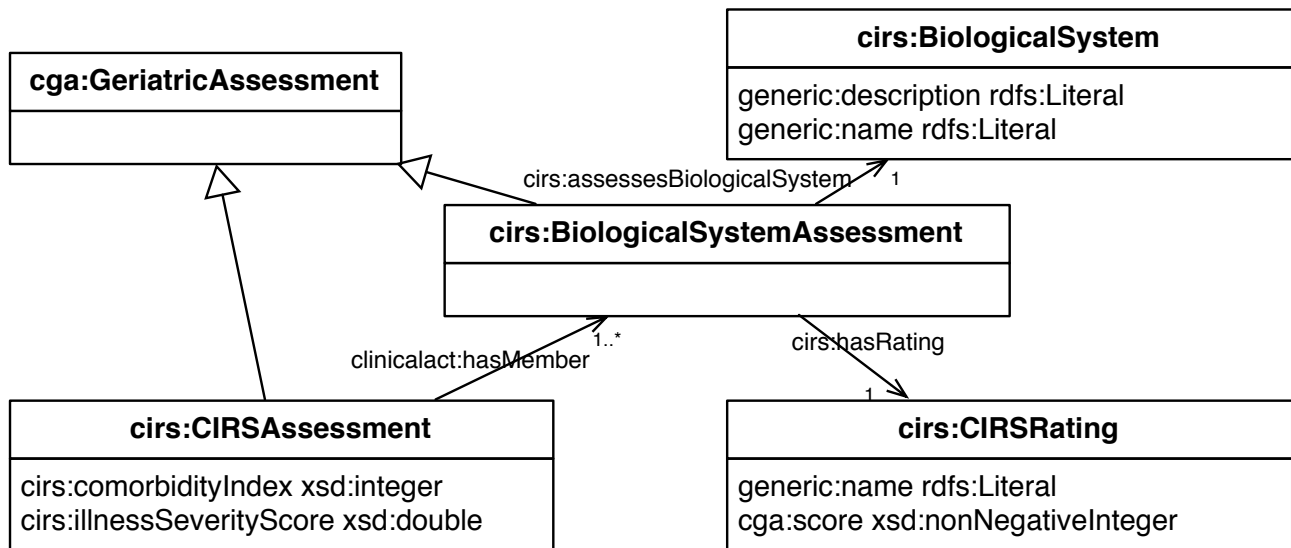 cirs:BiologicalSystem
generic:description rdfs:Literal
generic:name rdfs:Literal
cga:GeriatricAssessment
cirs:assessesBiologicalSystem
1
cirs:BiologicalSystemAssessment
1..*
clinicalact:hasMember
cirs:hasRating
1
cirs:CIRSAssessment
cirs:comorbidityIndex xsd:integer
cirs:illnessSeverityScore xsd:double
cirs:CIRSRating
generic:name rdfs:Literal
cga:score xsd:nonNegativeInteger